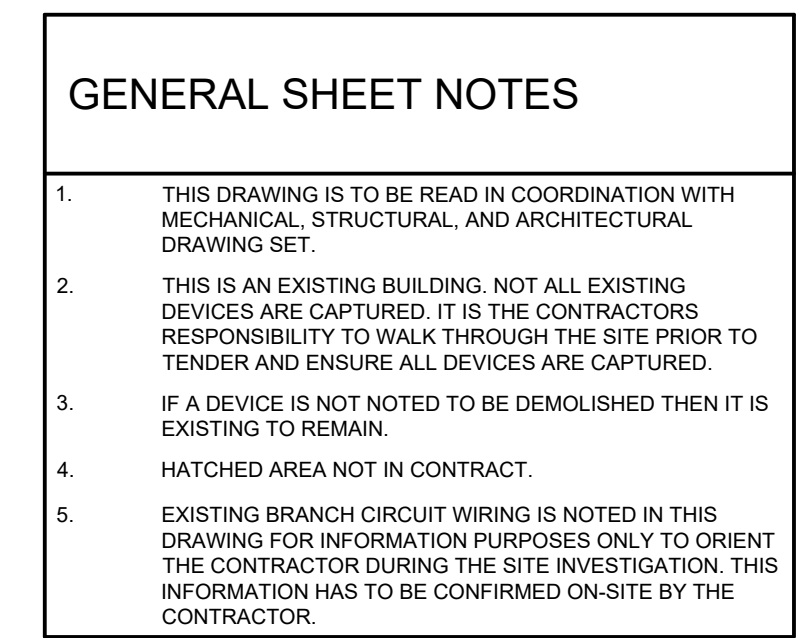 GENERAL SHEET NOTES
1. THIS DRAWING IS TO BE READ IN COORDINATION WITH
MECHANICAL, STRUCTURAL, AND ARCHITECTURAL
DRAWING SET.
2. THIS IS AN EXISTING BUILDING. NOT ALL EXISTING
DEVICES ARE CAPTURED. IT IS THE CONTRACTORS
RESPONSIBILITY TO WALK THROUGH THE SITE PRIOR TO
TENDER AND ENSURE ALL DEVICES ARE CAPTURED.
3. IF A DEVICE IS NOT NOTED TO BE DEMOLISHED THEN IT IS
EXISTING TO REMAIN.
4. HATCHED AREA NOT IN CONTRACT.
5. EXISTING BRANCH CIRCUIT WIRING IS NOTED IN THIS
DRAWING FOR INFORMATION PURPOSES ONLY TO ORIENT
THE CONTRACTOR DURING THE SITE INVESTIGATION. THIS
INFORMATION HAS TO BE CONFIRMED ON-SITE BY THE
CONTRACTOR.